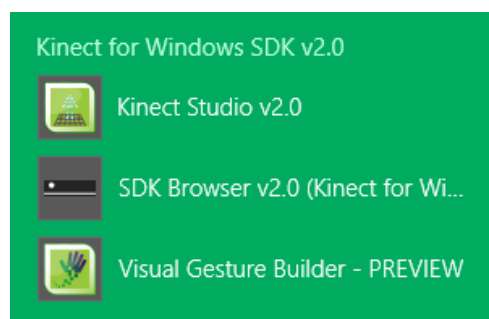 Kinect for Windows SDK v2.0
Kinect Studio v2.0
SDK Browser v2.0 (Kinect for Wi...
Visual Gesture Builder - PREVIEW